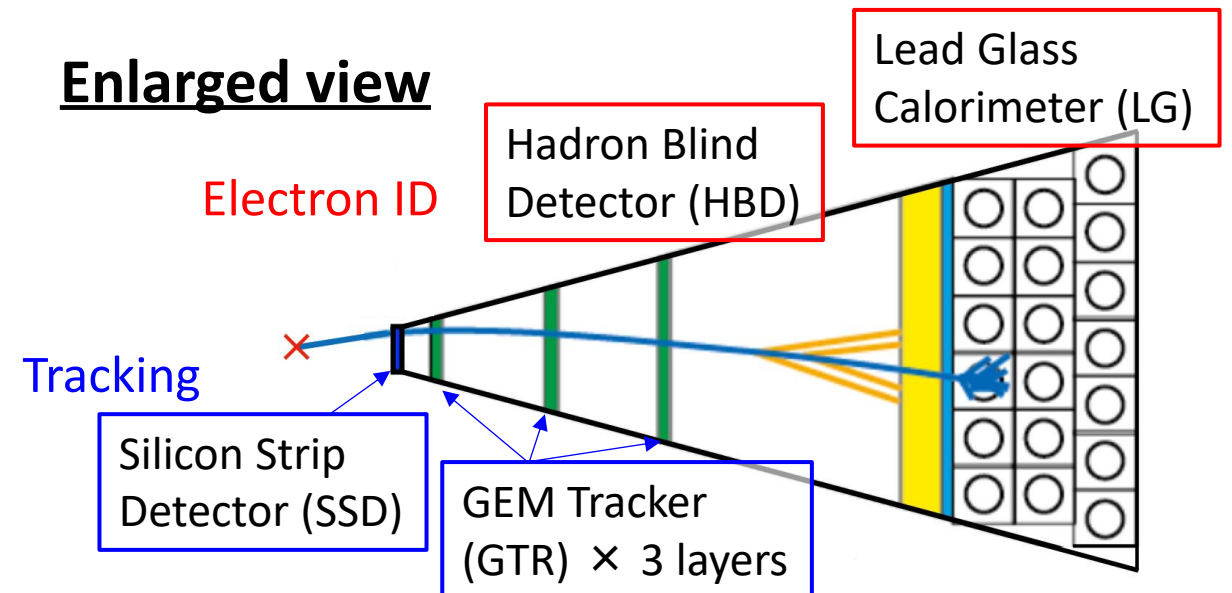 Enlarged view
Lead Glass
Calorimeter (LG)
Hadron Blind
Detector (HBD)
Electron ID
Tracking
Silicon Strip
Detector (SSD)
GEM Tracker
(GTR) × 3 layers